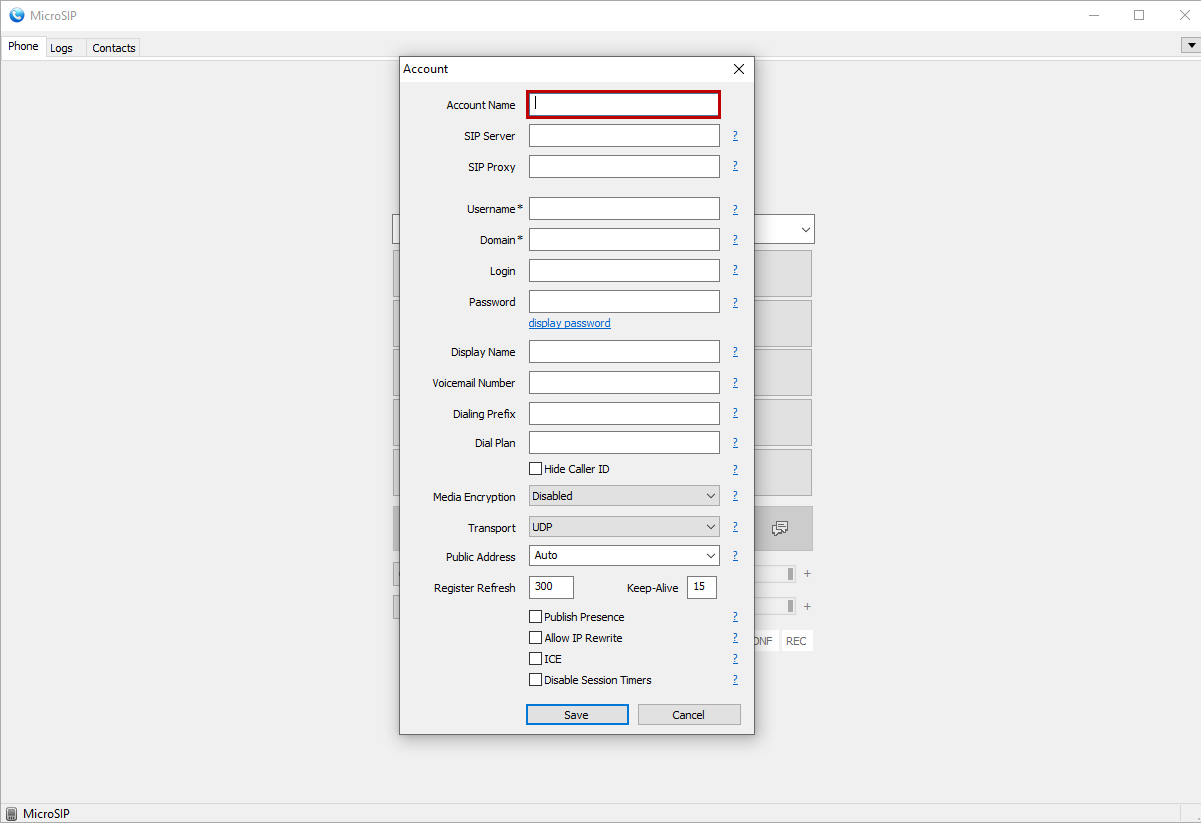 MicroSIP
Phone Logs Contacts
Account
Account Name
SIP Server ?
SIP Proxy ?
Username* ?
Domain* ?
Login ?
Password ?
display password
Display Name ?
Voicemail Number ?
Dialing Prefix ?
Dial Plan ?
Hide Caller ID ?
Media Encryption Disabled ?
Transport UDP ?
Public Address Auto ?
+
Register Refresh 300 Keep-Alive 15
+
Publish Presence ?
Allow IP Rewrite ?
REC
ICE ?
Disable Session Timers ?
Save Cancel
MicroSIP